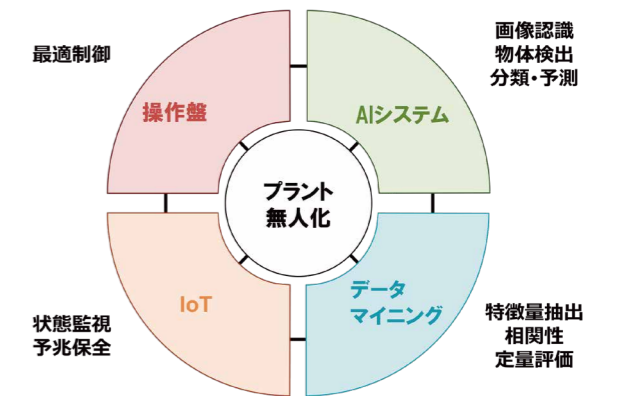 最適制御
操作盤
画像認識
物体検出
分類・予測
AIシステム
プラント
無人化
IoT
状態監視
予兆保全
データ
マイニング
特徴量抽出
相関性
定量評価